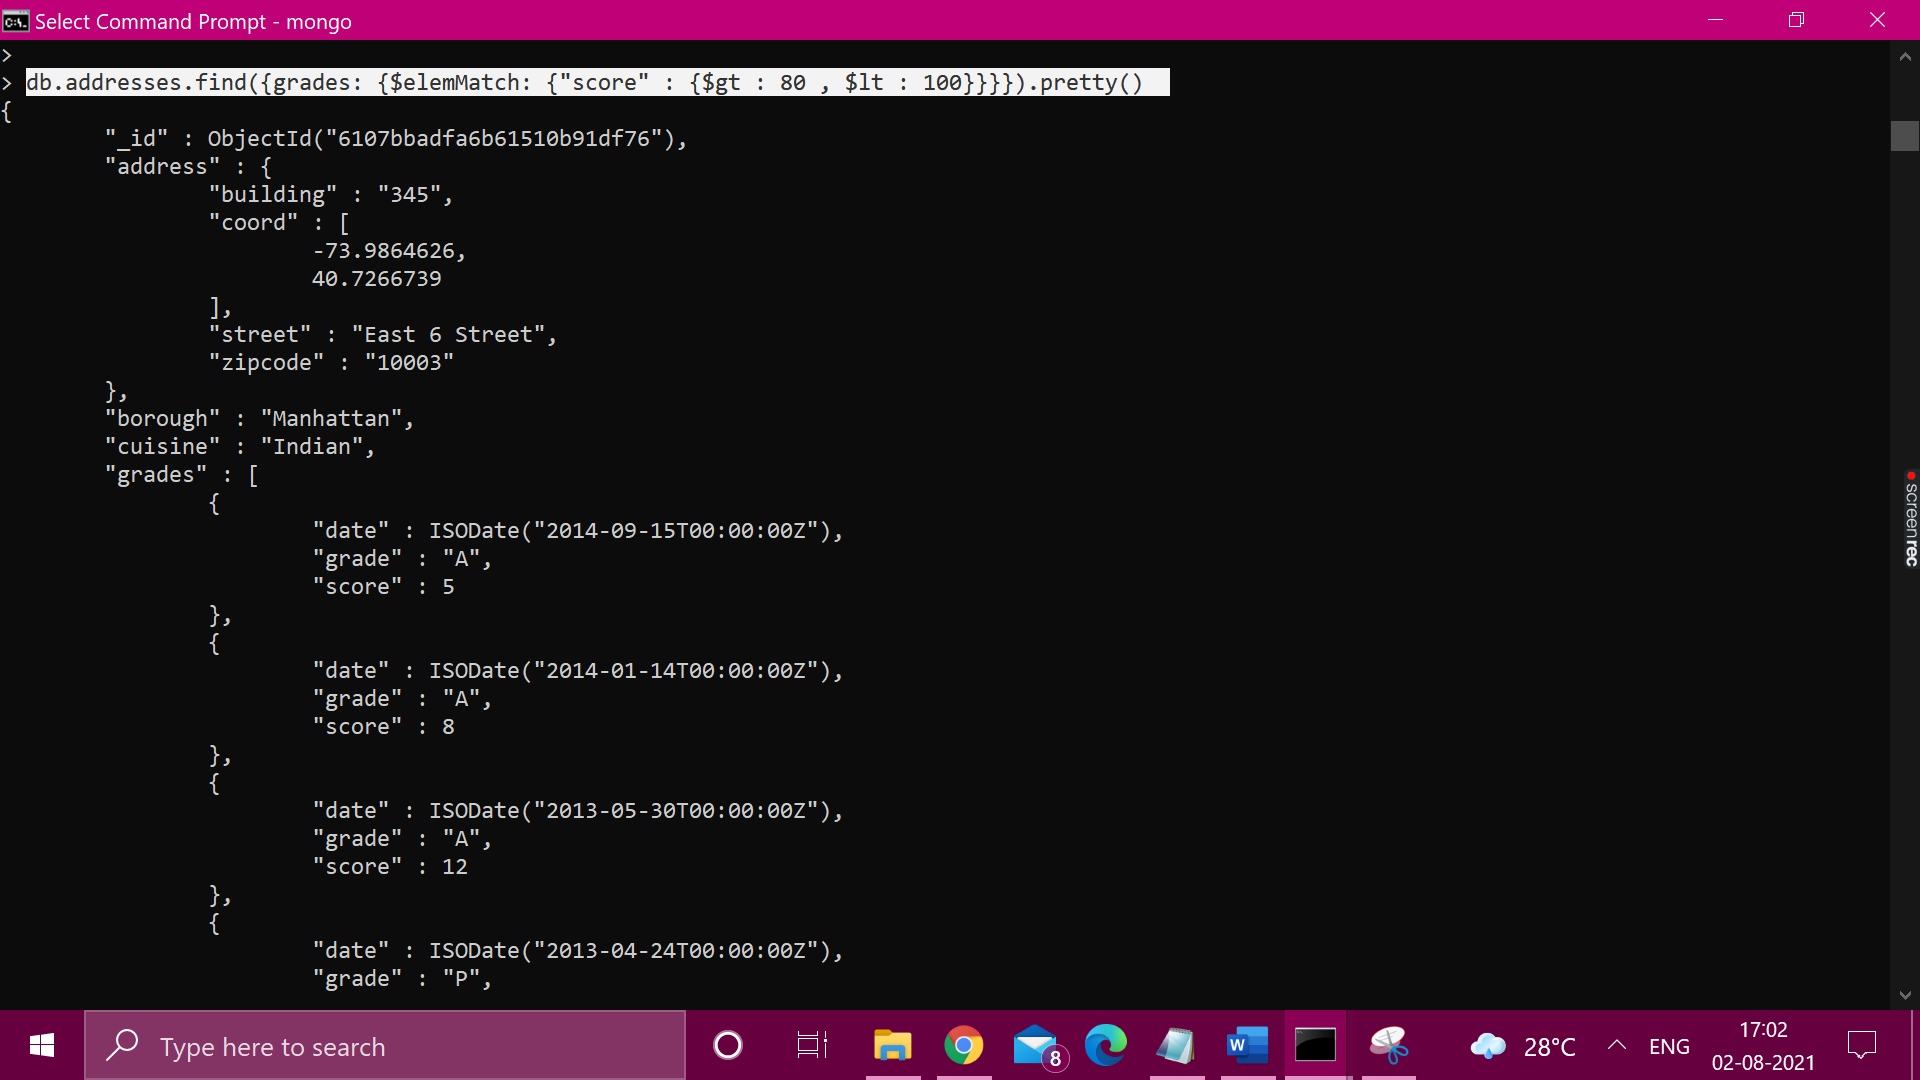 Select Command Prompt - mongo
>
> db.addresses.find({grades: {$elemMatch: {"score" : {$gt : 80 , $lt : 100}}}}).pretty()
{
        "_id" : ObjectId("6107bbadfa6b61510b91df76"),
        "address" : {
                "building" : "345",
                "coord" : [
                        -73.9864626,
                        40.7266739
                ],
                "street" : "East 6 Street",
                "zipcode" : "10003"
        },
        "borough" : "Manhattan",
        "cuisine" : "Indian",
        "grades" : [
                {
                        "date" : ISODate("2014-09-15T00:00:00Z"),
                        "grade" : "A",
                        "score" : 5
                },
                {
                        "date" : ISODate("2014-01-14T00:00:00Z"),
                        "grade" : "A",
                        "score" : 8
                },
                {
                        "date" : ISODate("2013-05-30T00:00:00Z"),
                        "grade" : "A",
                        "score" : 12
                },
                {
                        "date" : ISODate("2013-04-24T00:00:00Z"),
                        "grade" : "P",
screenrec
Type here to search
8
W
28°C
ENG
17:02
02-08-2021